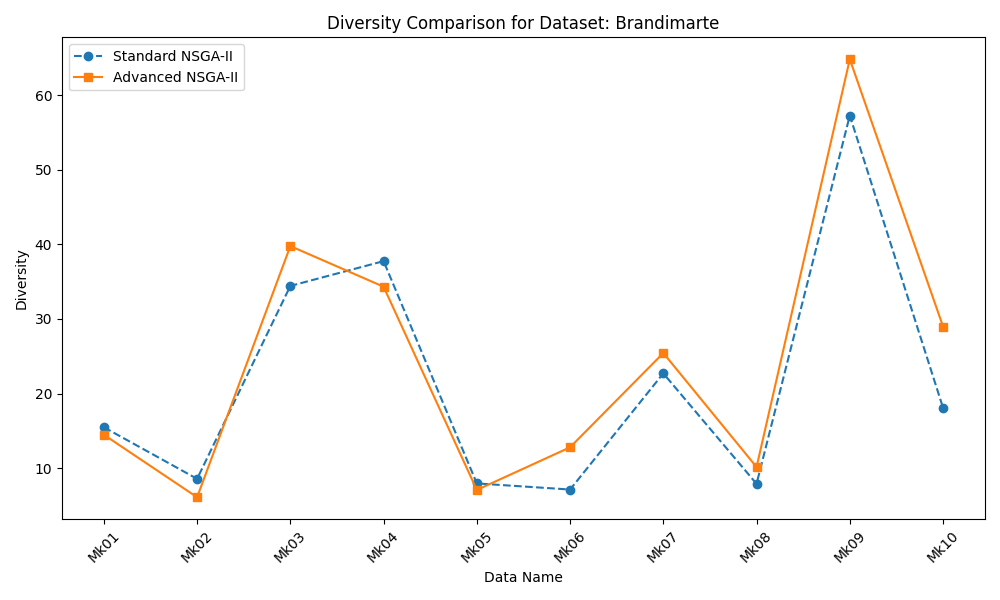 Diversity Comparison for Dataset: Brandimarte
Standard NSGA-II
Advanced NSGA-II
Diversity
60
50
40
30
20
10
Mk01
Mk02
Mk03
Mk04
Mk05
Mk06
Mk07
Mk08
Mk09
Mk10
Data Name